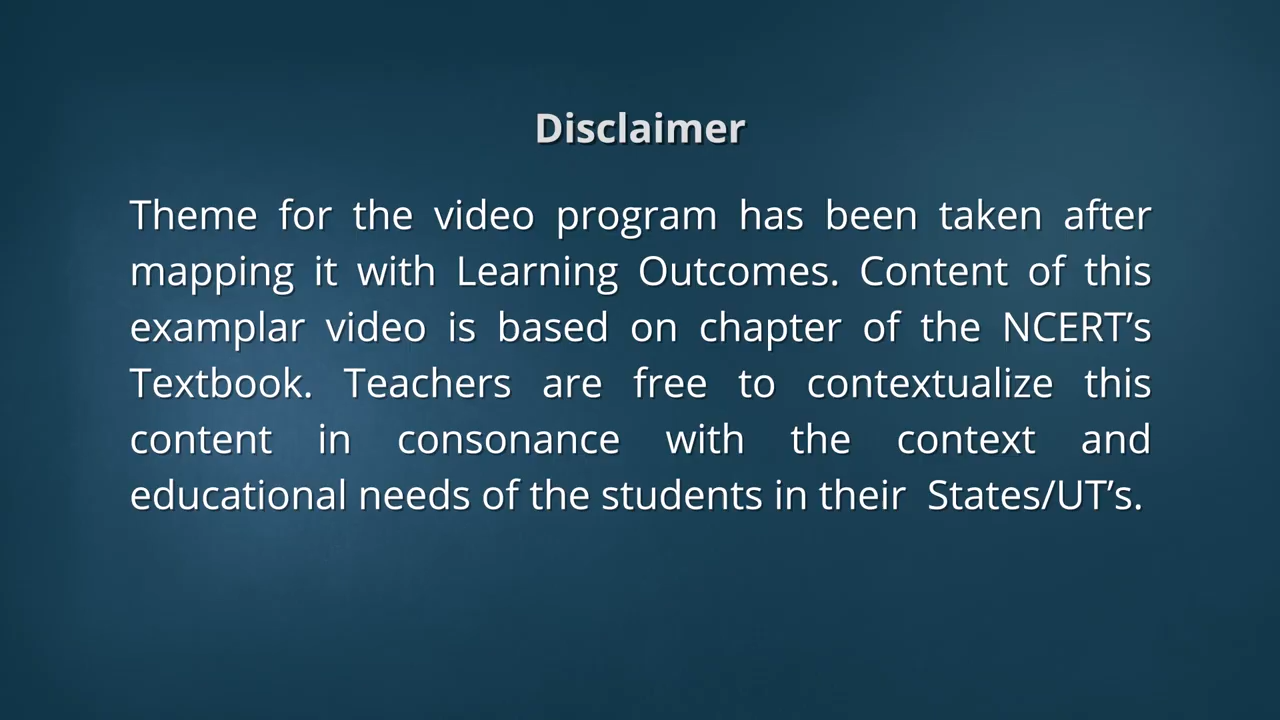 Disclaimer
Theme for the video program has been taken after
mapping it with Learning Outcomes. Content of this
examplar video is based on chapter of the NCERT’s
Textbook. Teachers are free to contextualize this
content in consonance with the context and
educational needs of the students in their  States/UT’s.